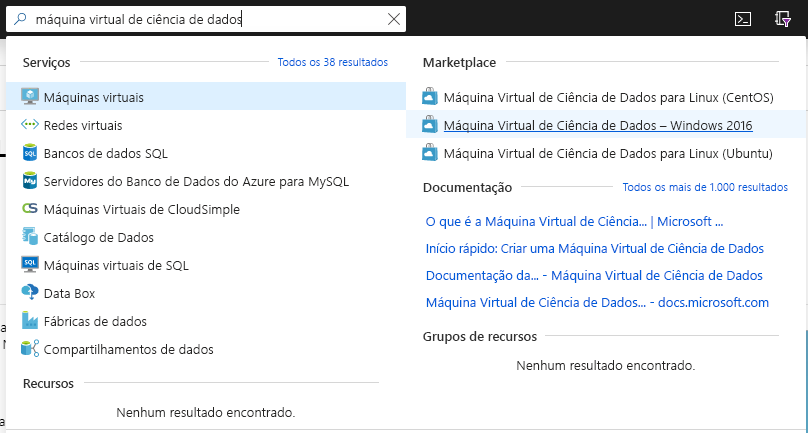 máquina virtual de ciência de dados
Serviços
Todos os 38 resultados
Máquinas virtuais
Redes virtuais
Bancos de dados SQL
Servidores do Banco de Dados do Azure para MySQL
Máquinas Virtuais de CloudSimple
Catálogo de Dados
Máquinas virtuais de SQL
Data Box
Fábricas de dados
Compartilhamentos de dados
Recursos
Nenhum resultado encontrado.
Marketplace
Máquina Virtual de Ciência de Dados para Linux (CentOS)
Máquina Virtual de Ciência de Dados – Windows 2016
Máquina Virtual de Ciência de Dados para Linux (Ubuntu)
Documentação
Todos os mais de 1.000 resultados
O que é a Máquina Virtual de Ciência... | Microsoft ...
Início rápido: Criar uma Máquina Virtual de Ciência de Dados
Documentação da... - Máquina Virtual de Ciência de Dados
Máquina Virtual de Ciência de Dados... - docs.microsoft.com
Grupos de recursos
Nenhum resultado encontrado.